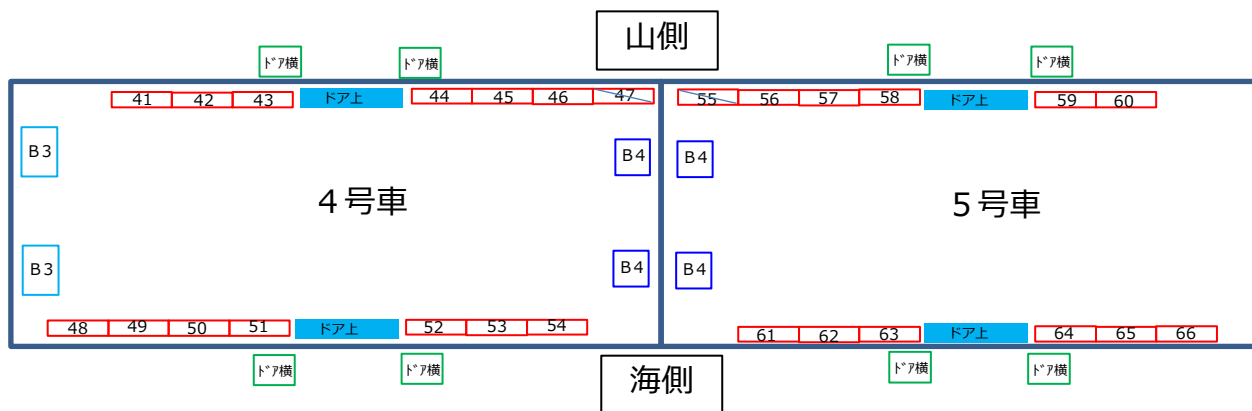 山側
ﾄﾞｱ横 ﾄﾞｱ横 ﾄﾞｱ横 ﾄﾞｱ横
41 42 43 ドア上 44 45 46 47 55 56 57 58 ドア上 59 60
B3 B4 B4
4号車 5号車
B3 B4 B4
48 49 50 51 ドア上 52 53 54 61 62 63 ドア上 64 65 66
ﾄﾞｱ横 ﾄﾞｱ横 ﾄﾞｱ横 ﾄﾞｱ横
海側